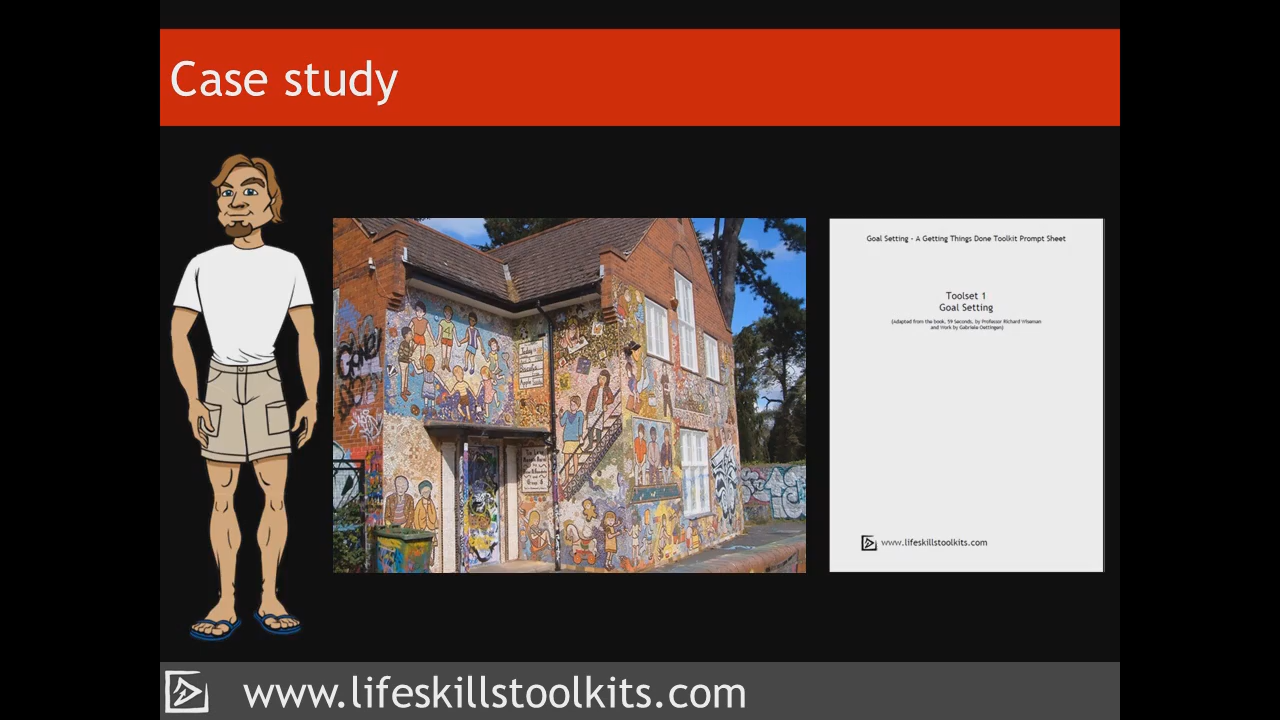 Case study
Goal Setting - A Getting Things Done Toolkit Prompt Sheet
Toolset 1
Goal Setting
(Adapted from the book, 59 Seconds, by Professor Richard Wiseman
and Work by Gabriele Oettingen)
www.lifeskillstoolkits.com
www.lifeskillstoolkits.com